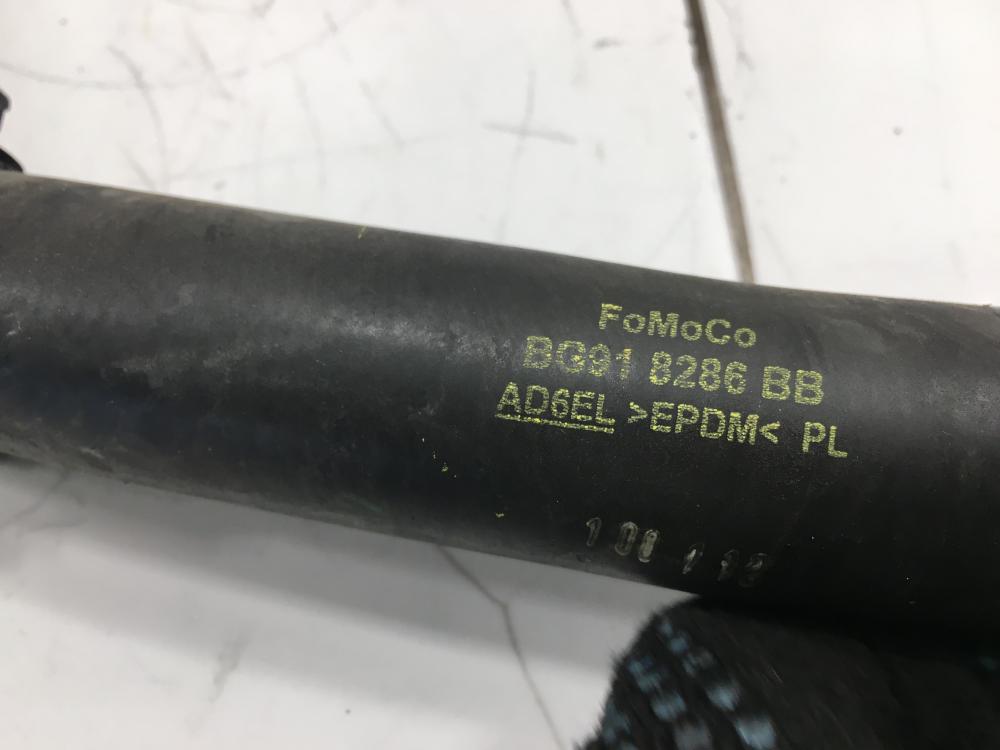 FoMoCo
BG91 8286 BB
AD6EL >EPDM< PL